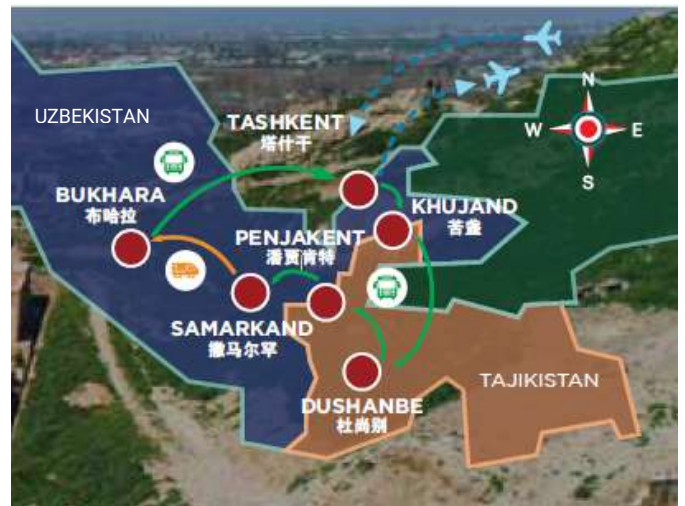 N
W
E
S
UZBEKISTAN
TASHKENT
塔什干
BUKHARA
布哈拉
KHUJAND
苦盏
PENJAKENT
潘贾肯特
SAMARKAND
撒马尔罕
DUSHANBE
杜尚别
TAJIKISTAN